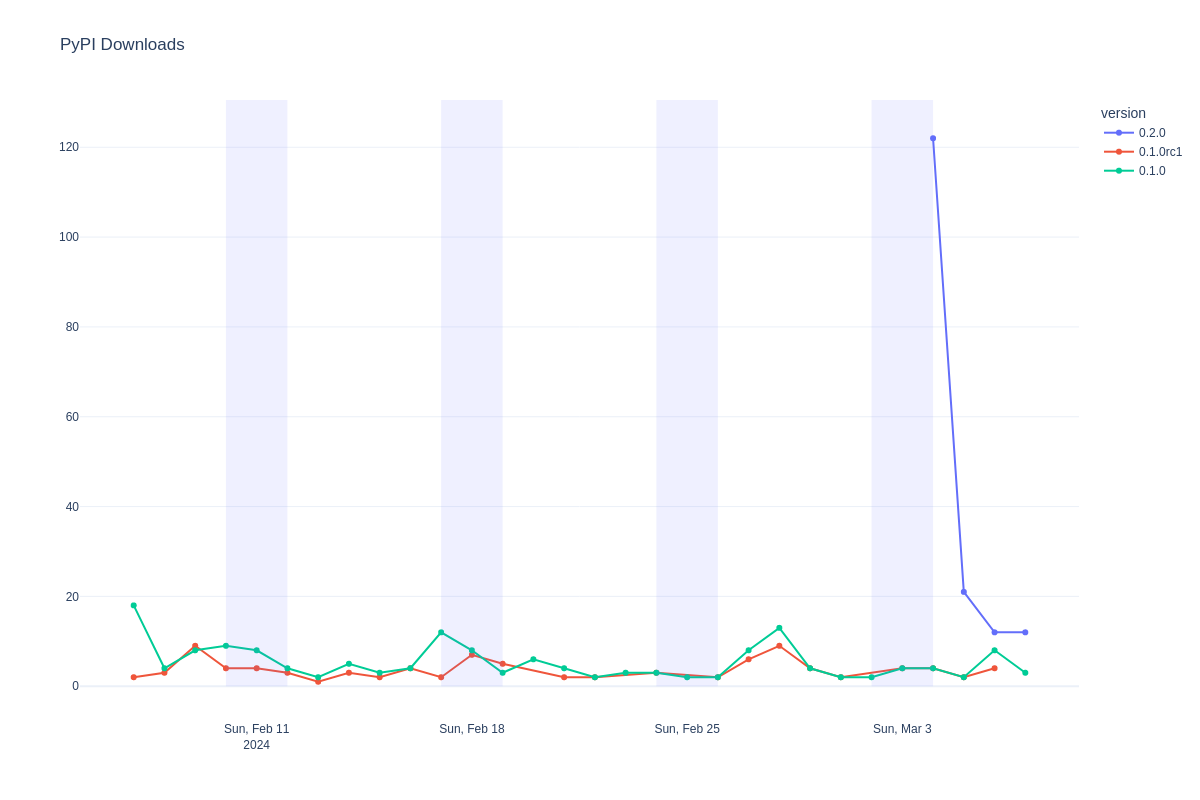 PyPI Downloads
version
0.2.0
0.1.0rc1
0.1.0
120
100
80
60
40
20
0
Sun, Feb 11
2024
Sun, Feb 18
Sun, Feb 25
Sun, Mar 3